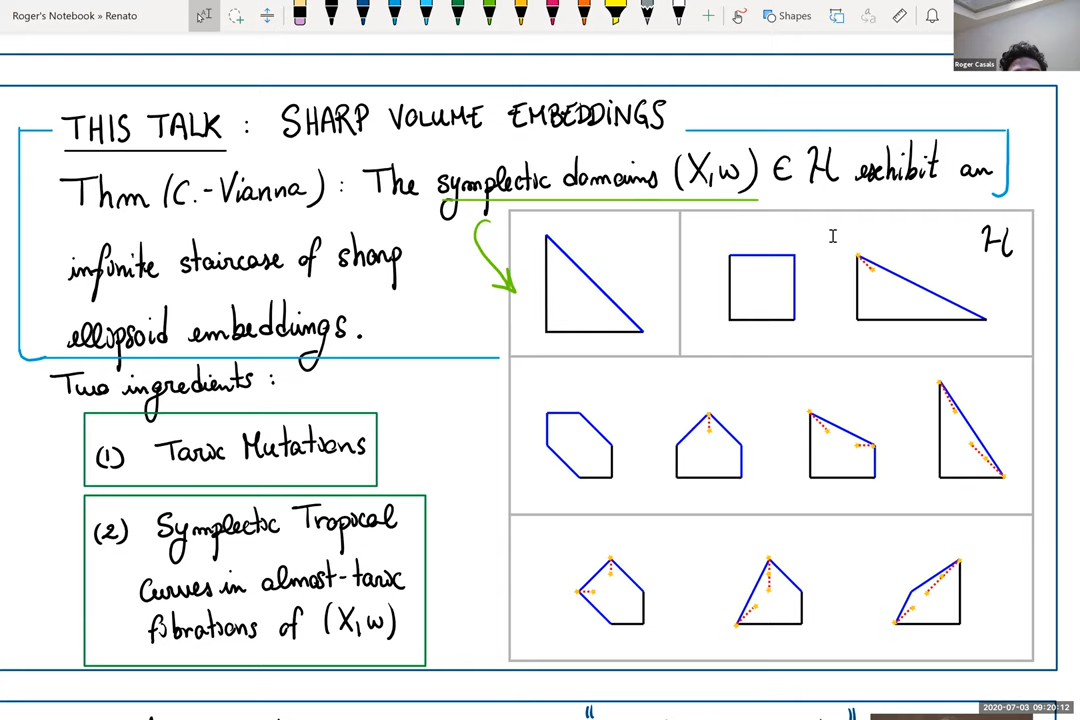 Roger's Notebook » Renato
Shapes
Roger Casals
THIS TALK : SHARP VOLUME EMBEDDINGS
Thm (C.-Vianna) : The symplectic domains (X,ω) ∈ H exhibit an
infinite staircase of sharp
ellipsoid embeddings.
H
Two ingredients :
(1) Toric Mutations
(2) Symplectic Tropical
Curves in almost-toric
fibrations of (X,ω)
2020-07-03 09:20:12